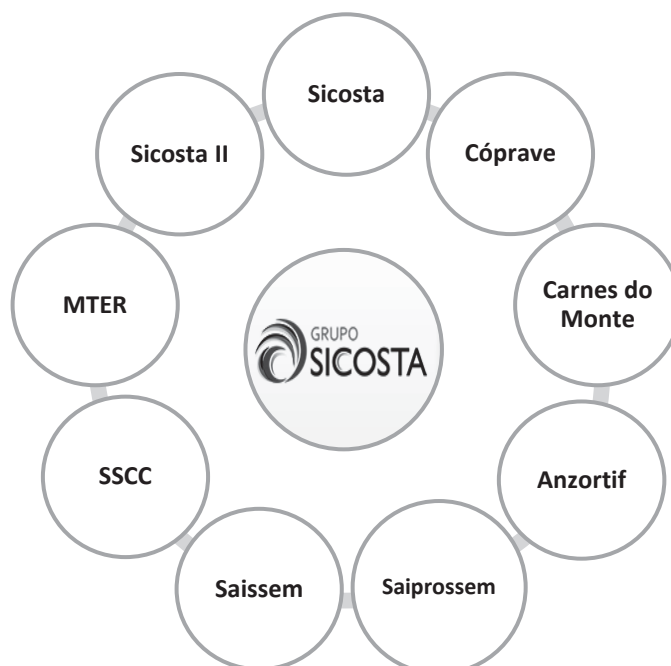 Sicosta
Cóprave
Carnes do
Monte
Anzortif
Saiprossem
Saissem
SSCC
MTER
Sicosta II
GRUPO
SICOSTA